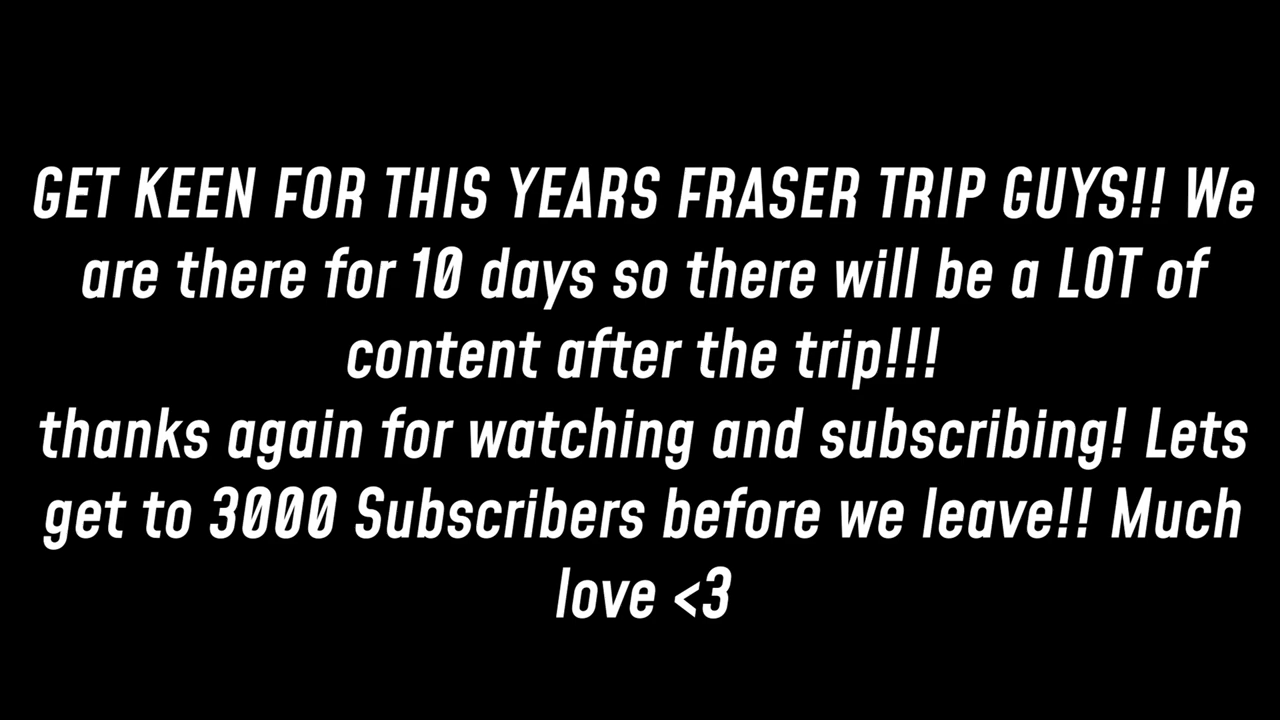 GET KEEN FOR THIS YEARS FRASER TRIP GUYS!! We
are there for 10 days so there will be a LOT of
content after the trip!!!
thanks again for watching and subscribing! Lets
get to 3000 Subscribers before we leave!! Much
love <3